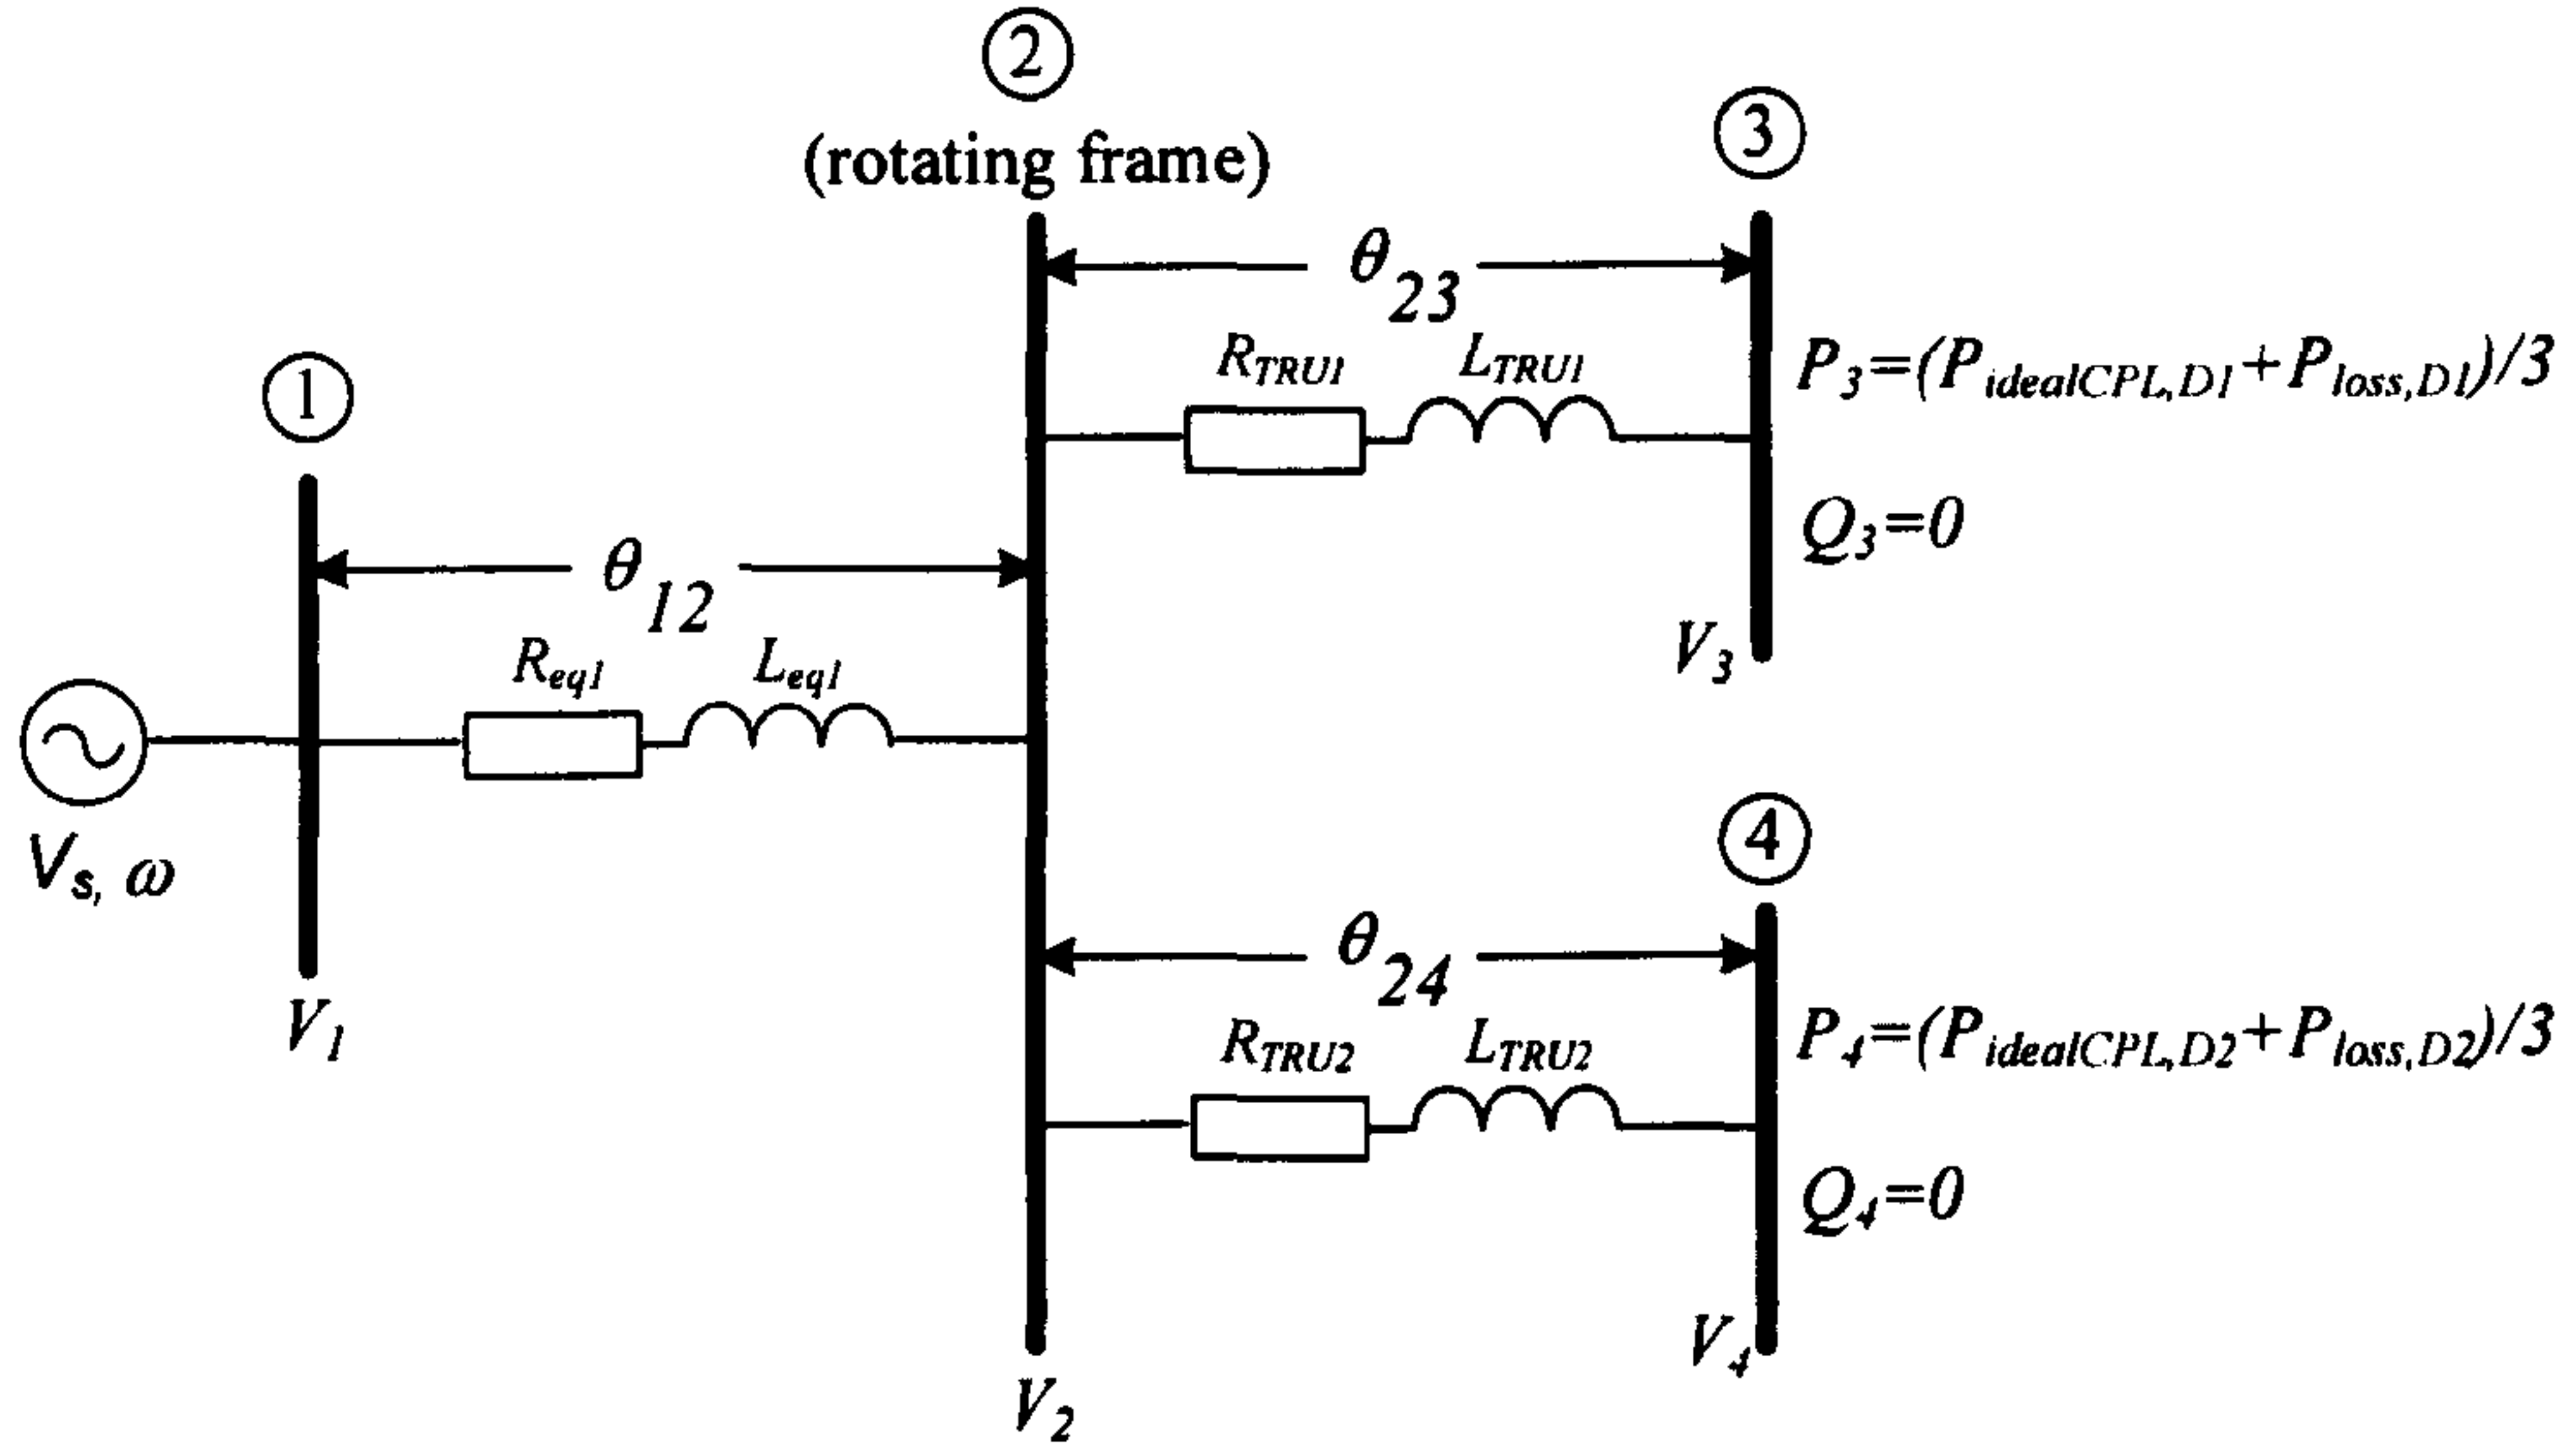 ②
(rotating frame)
③
①
θ23
RTRU1 LTRU1
P3=(PidealCPL,D1+Ploss,D1)/3
Q3=0
θ12
Req1 Leq1
V3
Vs, ω
V1
④
θ24
RTRU2 LTRU2
P4=(PidealCPL,D2+Ploss,D2)/3
Q4=0
V4
V2